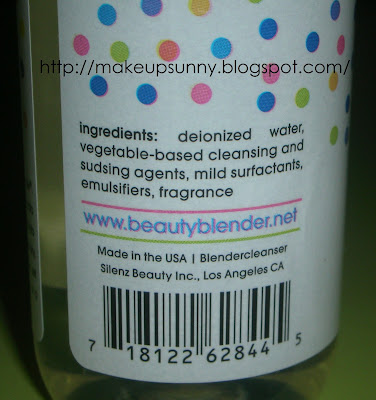 http://makeupsunny.blogspot.com/
ingredients: deionized water,
vegetable-based cleansing and
sudsing agents, mild surfactants,
emulsifiers, fragrance
www.beautyblender.net
Made in the USA | Blendercleanser
Silenz Beauty Inc., Los Angeles CA
7 18122 62844 5